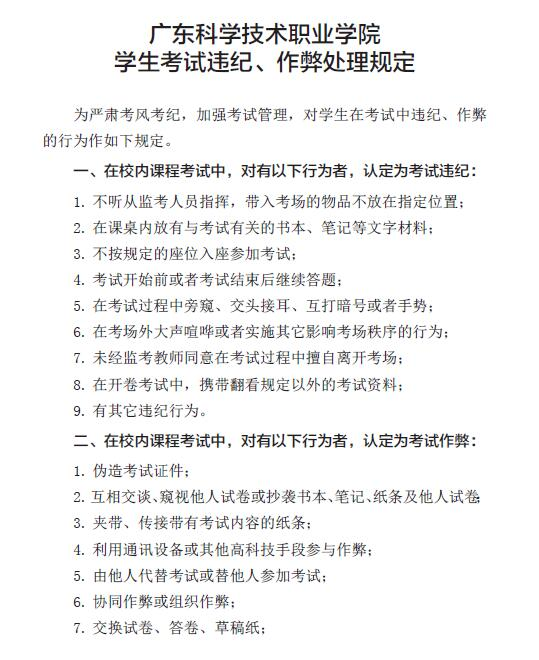 广东科学技术职业学院
学生考试违纪、作弊处理规定
为严肃考风考纪，加强考试管理，对学生在考试中违纪、作弊
的行为作如下规定。
一、在校内课程考试中，对有以下行为者，认定为考试违纪：
1. 不听从监考人员指挥，带入考场的物品不放在指定位置；
2. 在课桌内放有与考试有关的书本、笔记等文字材料；
3. 不按规定的座位入座参加考试；
4. 考试开始前或者考试结束后继续答题；
5. 在考试过程中旁窥、交头接耳、互打暗号或者手势；
6. 在考场外大声喧哗或者实施其它影响考场秩序的行为；
7. 未经监考教师同意在考试过程中擅自离开考场；
8. 在开卷考试中，携带翻看规定以外的考试资料；
9. 有其它违纪行为。
二、在校内课程考试中，对有以下行为者，认定为考试作弊：
1. 伪造考试证件；
2. 互相交谈、窥视他人试卷或抄袭书本、笔记、纸条及他人试卷；
3. 夹带、传接带有考试内容的纸条；
4. 利用通讯设备或其他高科技手段参与作弊；
5. 由他人代替考试或替他人参加考试；
6. 协同作弊或组织作弊；
7. 交换试卷、答卷、草稿纸；